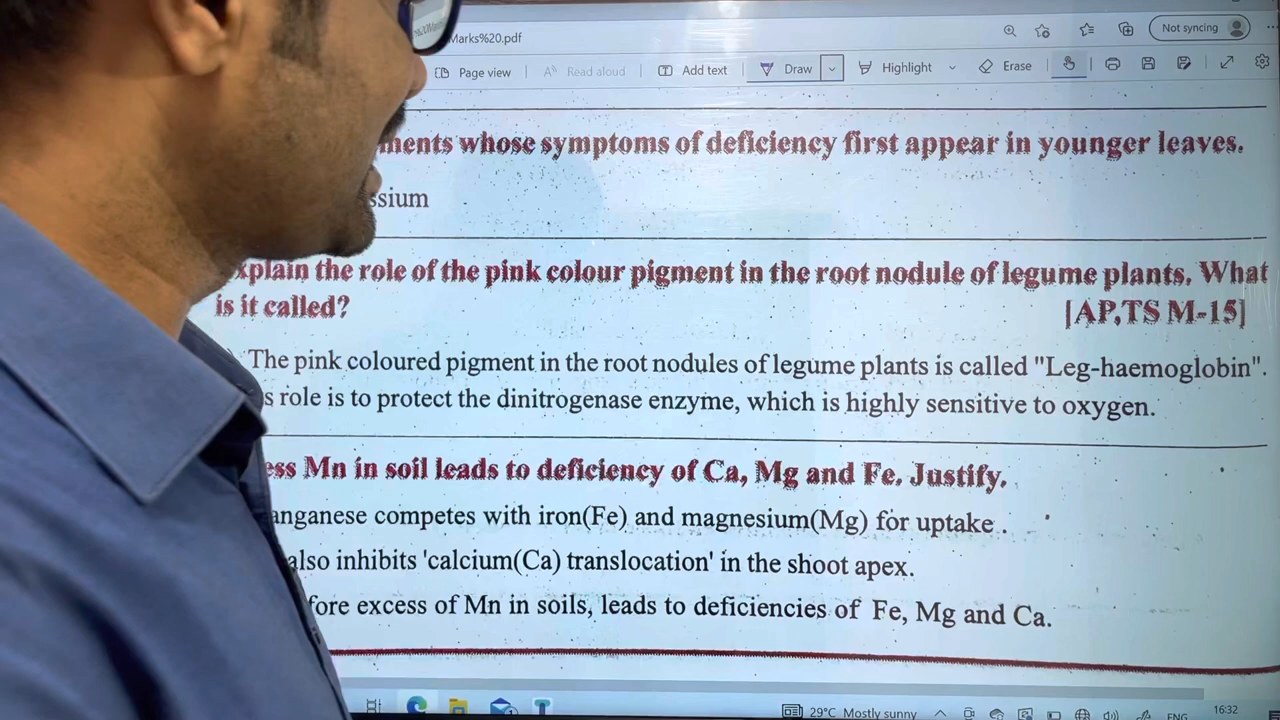 Marks%20.pdf
Not syncing
Page view | Read aloud | Add text | Draw Highlight Erase
ments whose symptoms of deficiency first appear in younger leaves.
ssium
xplain the role of the pink colour pigment in the root nodule of legume plants. What
is it called? [AP,TS M-15]
The pink coloured pigment in the root nodules of legume plants is called "Leg-haemoglobin".
s role is to protect the dinitrogenase enzyme, which is highly sensitive to oxygen.
ess Mn in soil leads to deficiency of Ca, Mg and Fe. Justify.
anganese competes with iron(Fe) and magnesium(Mg) for uptake .
also inhibits 'calcium(Ca) translocation' in the shoot apex.
fore excess of Mn in soils, leads to deficiencies of Fe, Mg and Ca.
29°C Mostly sunny ENG 16:32